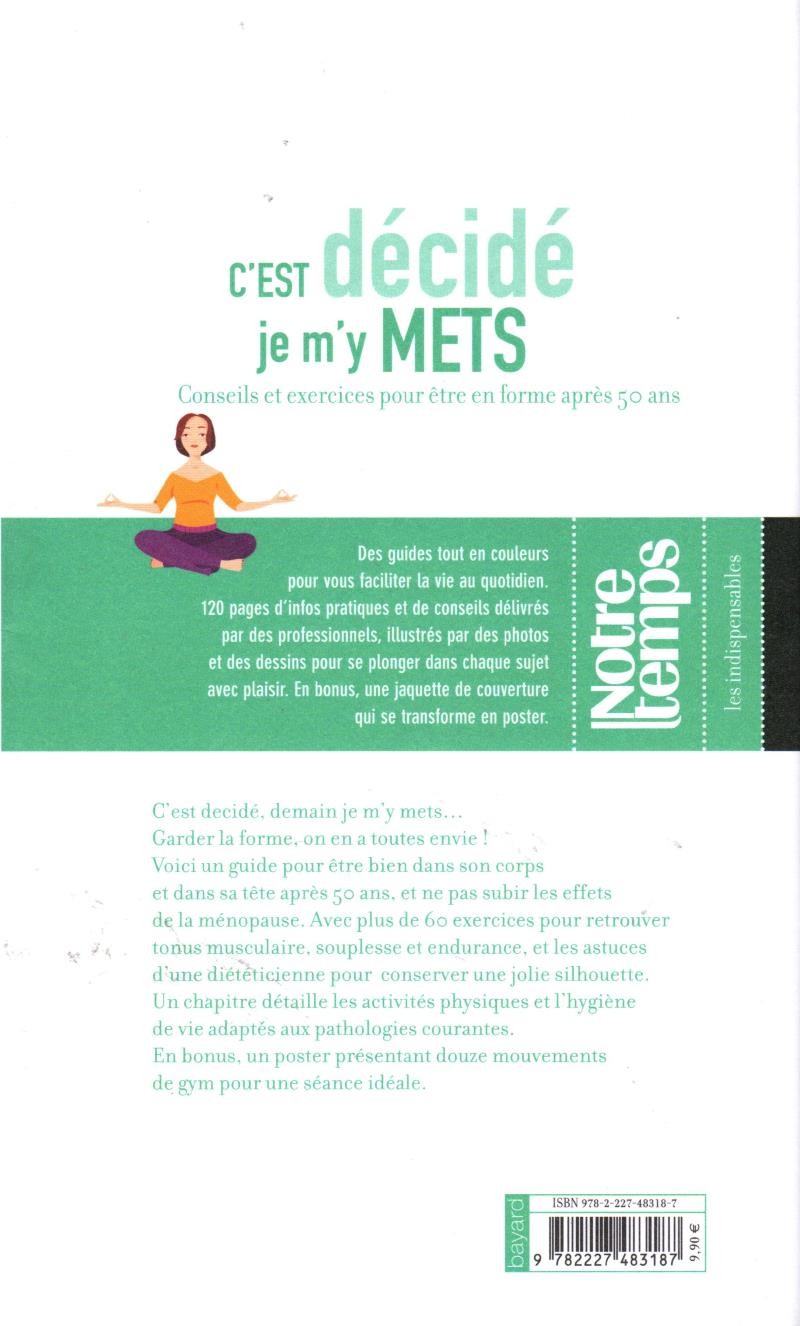 C'EST décidé
je m'y METS
Conseils et exercices pour être en forme après 50 ans
Des guides tout en couleurs
pour vous faciliter la vie au quotidien.
120 pages d'infos pratiques et de conseils délivrés
par des professionnels, illustrés par des photos
et des dessins pour se plonger dans chaque sujet
avec plaisir. En bonus, une jaquette de couverture
qui se transforme en poster.
Notre
temps
les indispensables
C'est decidé, demain je m'y mets...
Garder la forme, on en a toutes envie !
Voici un guide pour être bien dans son corps
et dans sa tête après 50 ans, et ne pas subir les effets
de la ménopause. Avec plus de 60 exercices pour retrouver
tonus musculaire, souplesse et endurance, et les astuces
d'une diététicienne pour conserver une jolie silhouette.
Un chapitre détaille les activités physiques et l'hygiène
de vie adaptés aux pathologies courantes.
En bonus, un poster présentant douze mouvements
de gym pour une séance idéale.
bayard
ISBN 978-2-227-48318-7
9 782227 483187
9,90 €